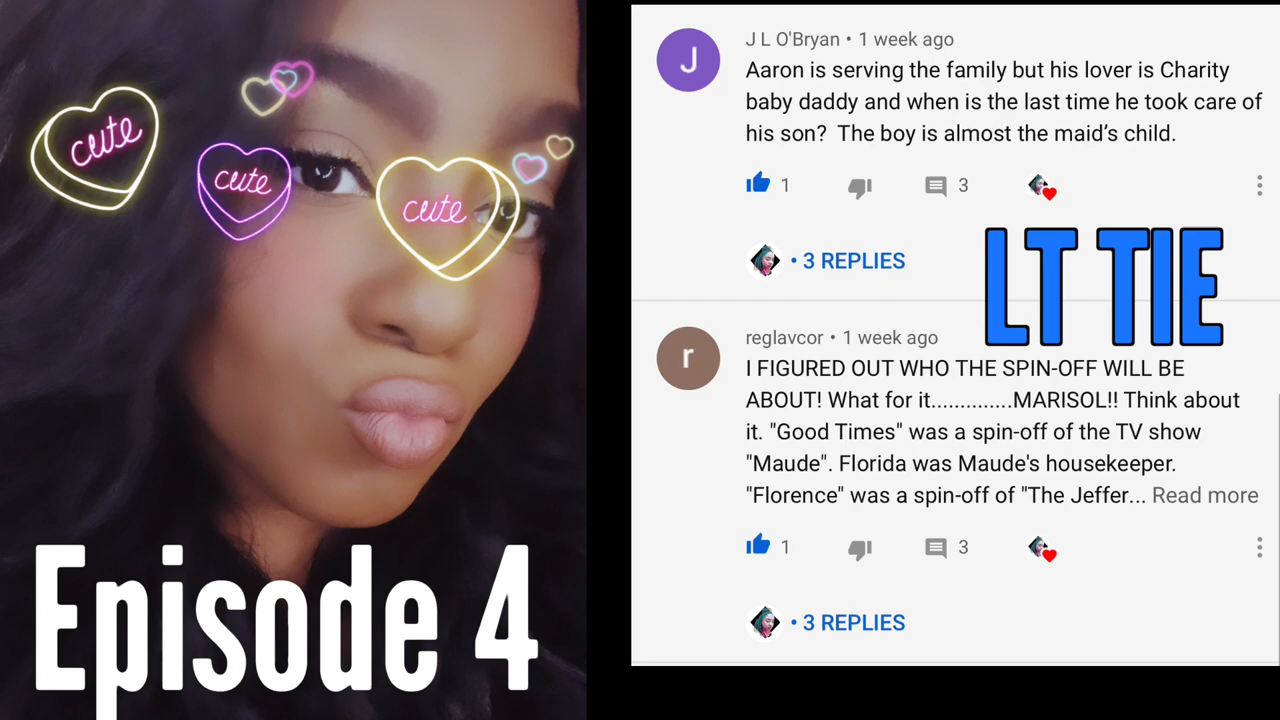 cute
cute
cute
Episode 4
J
J L O'Bryan • 1 week ago
Aaron is serving the family but his lover is Charity
baby daddy and when is the last time he took care of
his son?  The boy is almost the maid’s child.
1
3
• 3 REPLIES
LT TIE
r
reglavcor • 1 week ago
I FIGURED OUT WHO THE SPIN-OFF WILL BE
ABOUT! What for it..............MARISOL!! Think about
it. "Good Times" was a spin-off of the TV show
"Maude". Florida was Maude's housekeeper.
"Florence" was a spin-off of "The Jeffer... Read more
1
3
• 3 REPLIES